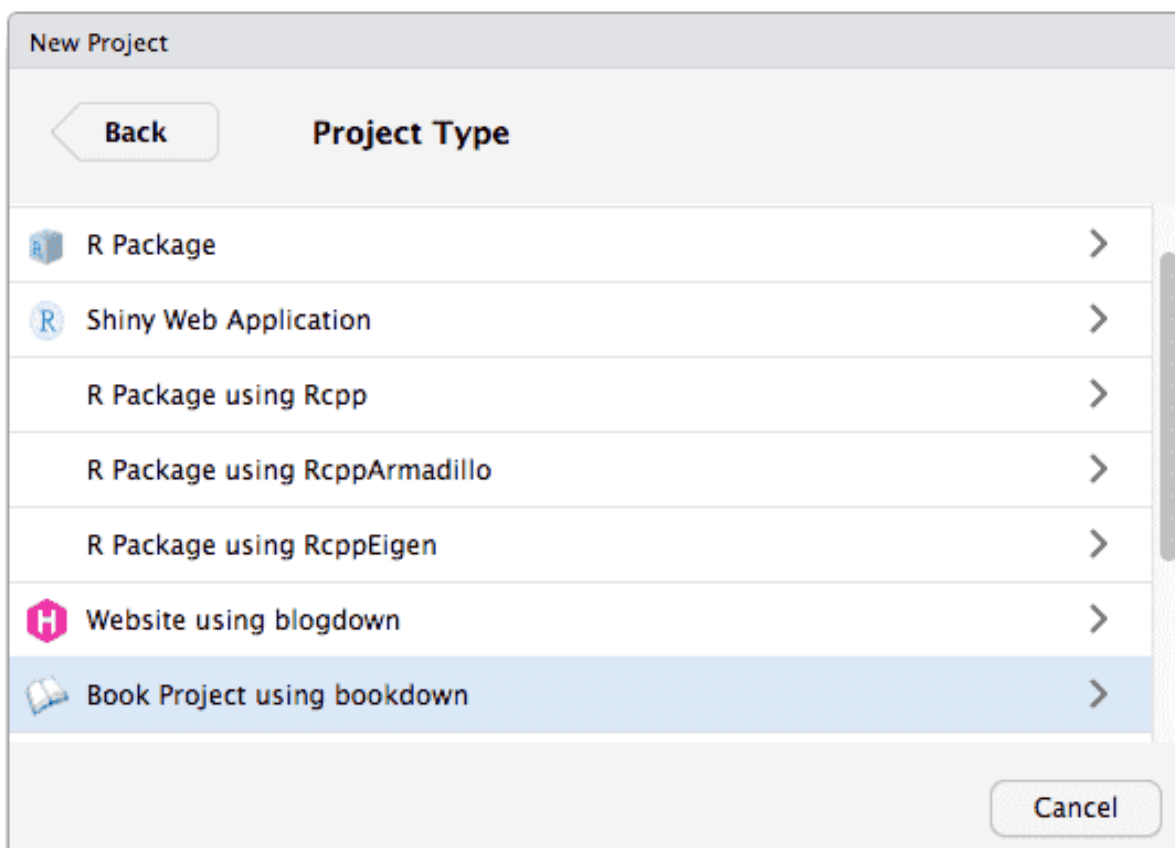 New Project
Back
Project Type
R Package
R Shiny Web Application
R Package using Rcpp
R Package using RcppArmadillo
R Package using RcppEigen
H Website using blogdown
Book Project using bookdown
Cancel